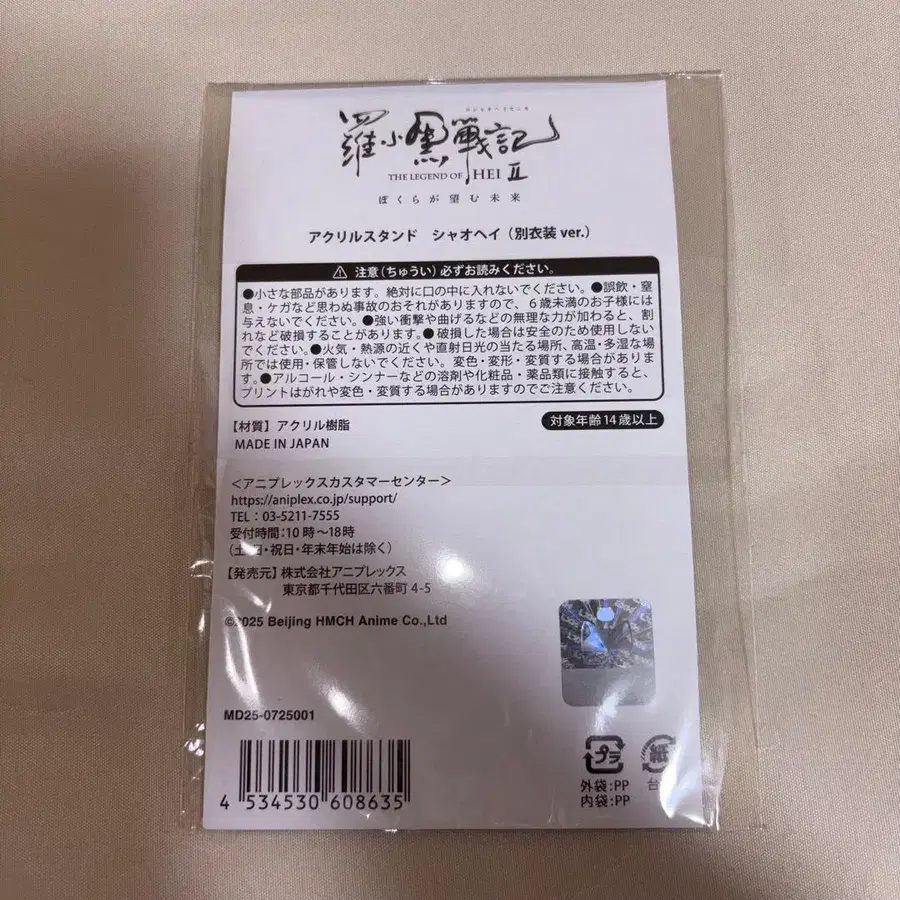 ロシャオヘイセンキ
羅小黒戦記
THE LEGEND OF HEI II
ぼくらが望む未来
アクリルスタンド シャオヘイ（別衣装 ver.）
⚠ 注意（ちゅうい）必ずお読みください。
●小さな部品があります。絶対に口の中に入れないでください。●誤飲・窒
息・ケガなど思わぬ事故のおそれがありますので、６歳未満のお子様には
与えないでください。●強い衝撃や曲げるなどの無理な力が加わると、割
れなど破損することがあります。●破損した場合は安全のため使用しない
でください。●火気・熱源の近くや直射日光の当たる場所、高温・多湿な場
所では使用・保管しないでください。変色・変形・変質する場合がありま
す。●アルコール・シンナーなどの溶剤や化粧品・薬品類に接触すると、
プリントはがれや変色・変質する場合がありますのでご注意ください。
【材質】アクリル樹脂
対象年齢14歳以上
MADE IN JAPAN
＜アニプレックスカスタマーセンター＞
https://aniplex.co.jp/support/
TEL：03-5211-7555
受付時間：10時〜18時
（土・日・祝日・年末年始は除く）
【発売元】株式会社アニプレックス
東京都千代田区六番町 4-5
©2025 Beijing HMCH Anime Co.,Ltd
MD25-0725001
4 534530 608635
プラ
外袋：PP
内袋：PP
紙
台